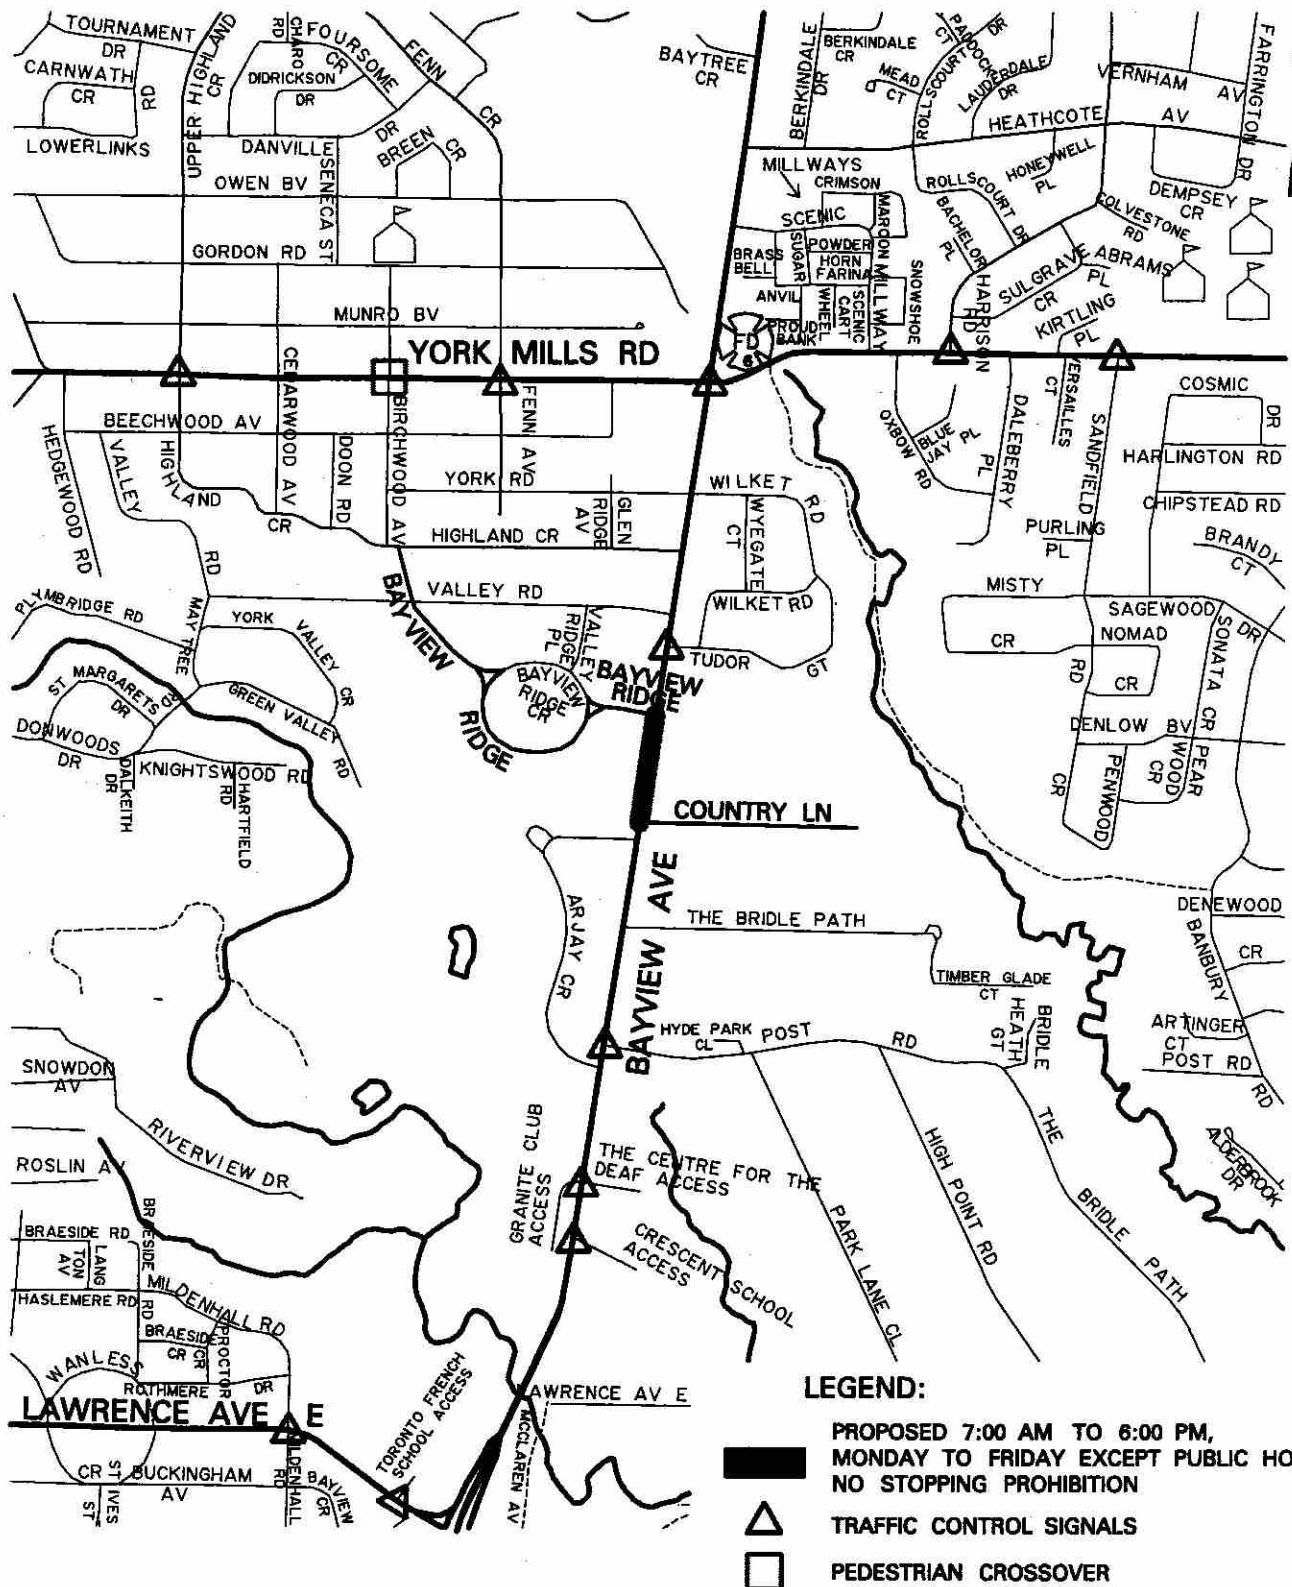 TOURNAMENT
DR
CARNWATH
CR
RD
LOWERLINKS
UPPER HIGHLAND
CR
CHARO
RD
FOURSOME
CR
DIDRICKSON
DR
FENN
CR
DANVILLE
DR
BREEN
CR
SENECA ST
OWEN BV
GORDON RD
MUNRO BV
BAYTREE
CR
BERKINDALE
DR
BERKINDALE
CR
MEAD
CT
PADDOCK
CT
DR
ROLLSCOURT
LAUDERDALE
DR
HEATHCOTE
AV
VERNHAM
AV
FARRINGTON DR
MILLWAYS
CRIMSON
SCENIC
MAROON
MILLWAY
BRASS
BELL
SUGAR
POWDER
HORN
FARINA
ANVIL
WHEEL
SCENIC
CART
PROUD
BANK
SNOWSHOE
FD
6
ROLLSCOURT DR
HONEYWELL
PL
BACHELOR
PL
DEMPSEY
CR
COLVESTONE
RD
ABRAMS
PL
SULGRAVE
CR
HARRISON
RD
KIRTLING
PL
YORK MILLS RD
BEECHWOOD AV
HEDGEWOOD RD
VALLEY
RD
HIGHLAND
CR
CEDARWOOD AV
DOON RD
BIRCHWOOD AV
FENN AV
YORK RD
HIGHLAND CR
GLEN
RIDGE
AV
WILKET
RD
WYEGATE
CT
WILKET RD
TUDOR
GT
OXBOW RD
BLUE
JAY PL
DALEBERRY
PL
VERSAILLES
CT
SANDFIELD
RD
COSMIC
DR
HARLINGTON RD
CHIPSTEAD RD
PURLING
PL
BRANDY
CT
MISTY
CR
SAGEWOOD
DR
NOMAD
CR
SONATA CR
DENLOW BV
PENWOOD
CR
PEAR
WOOD
CR
PLYMBRIDGE RD
MAY TREE
RD
YORK
VALLEY
CR
VALLEY RD
BAYVIEW
RIDGE
VALLEY
RIDGE
PL
BAYVIEW
RIDGE
CR
BAYVIEW
RIDGE
ST
MARGARETS
DR
GREEN VALLEY
RD
DONWOODS
DR
DALKEITH
DR
KNIGHTSWOOD RD
HARTFIELD
RD
COUNTRY LN
BAYVIEW AVE
ARJAY CR
THE BRIDLE PATH
TIMBER GLADE
CT
HEATH
GT
BRIDLE
HYDE PARK
CL
POST
RD
DENEWOOD
CR
BANBURY
RD
ARTINGER
CT
POST RD
ALDERBROOK
DR
SNOWDON
AV
RIVERVIEW DR
ROSLIN AV
BRAESIDE RD
BRAESIDE
RD
LANG
TON
AV
HASLEMERE RD
MILDENHALL RD
BRAESIDE
CR
PROCTOR
CR
WANLESS
ROTHMERE
DR
GRANITE CLUB
ACCESS
THE CENTRE FOR THE
DEAF ACCESS
CRESCENT SCHOOL
ACCESS
PARK LANE CL
HIGH POINT RD
THE
BRIDLE PATH
LAWRENCE AVE E
TORONTO FRENCH
SCHOOL ACCESS
LAWRENCE AV E
MCCLAREN AV
CR
ST IVES
ST
BUCKINGHAM
AV
MILDENHALL
RD
BAYVIEW
CR
LEGEND:
PROPOSED 7:00 AM TO 6:00 PM,
MONDAY TO FRIDAY EXCEPT PUBLIC HO
NO STOPPING PROHIBITION
TRAFFIC CONTROL SIGNALS
PEDESTRIAN CROSSOVER